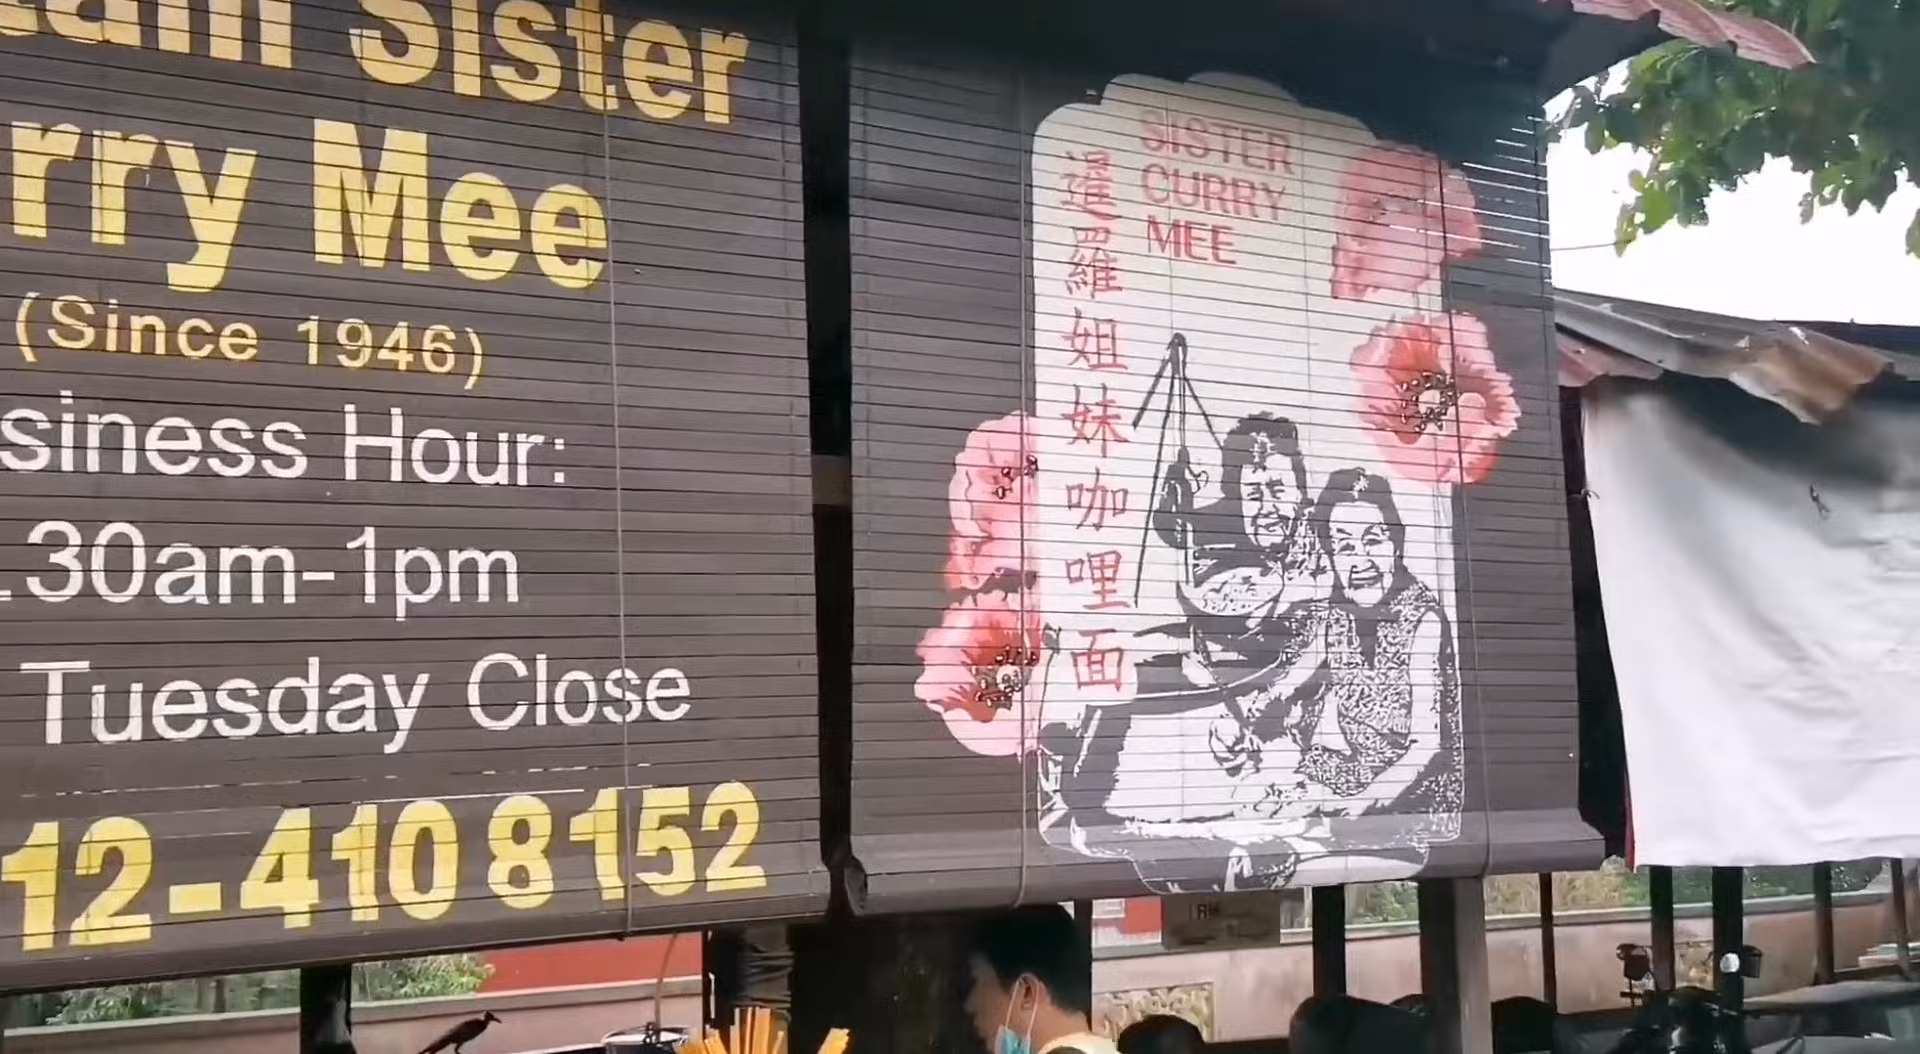 Sister
rry Mee
(Since 1946)
siness Hour:
.30am-1pm
Tuesday Close
12-410 8152
SISTER
CURRY
MEE
暹羅姐妹咖哩面